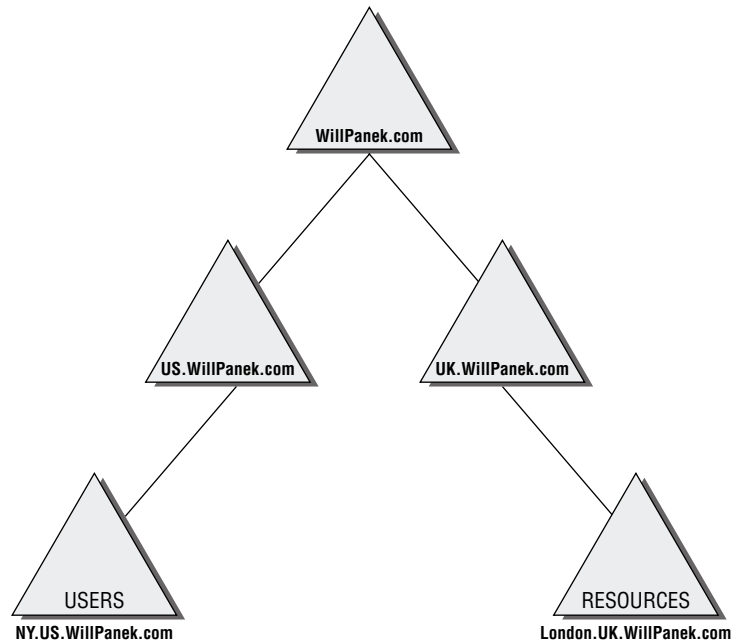 WillPanek.com
US.WillPanek.com
UK.WillPanek.com
USERS
RESOURCES
NY.US.WillPanek.com
London.UK.WillPanek.com